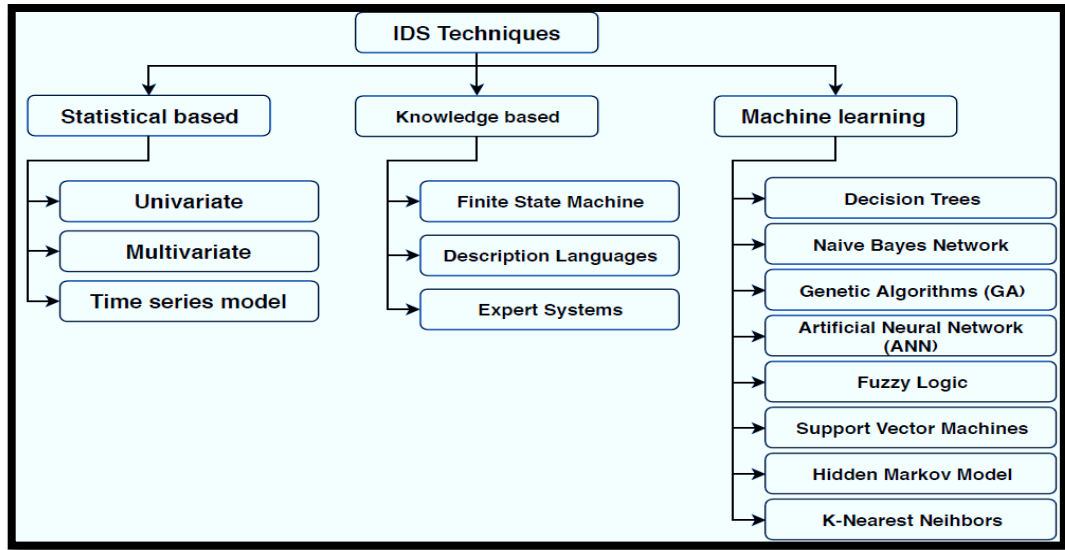 IDS Techniques
Statistical based
Univariate
Multivariate
Time series model
Knowledge based
Finite State Machine
Description Languages
Expert Systems
Machine learning
Decision Trees
Naive Bayes Network
Genetic Algorithms (GA)
Artificial Neural Network
(ANN)
Fuzzy Logic
Support Vector Machines
Hidden Markov Model
K-Nearest Neihbors